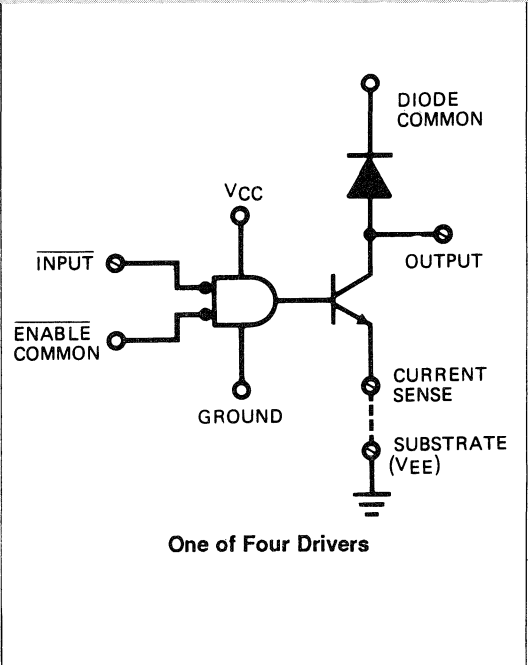 DIODE
COMMON
VCC
INPUT
OUTPUT
ENABLE
COMMON
CURRENT
SENSE
GROUND
SUBSTRATE
(VEE)
One of Four Drivers